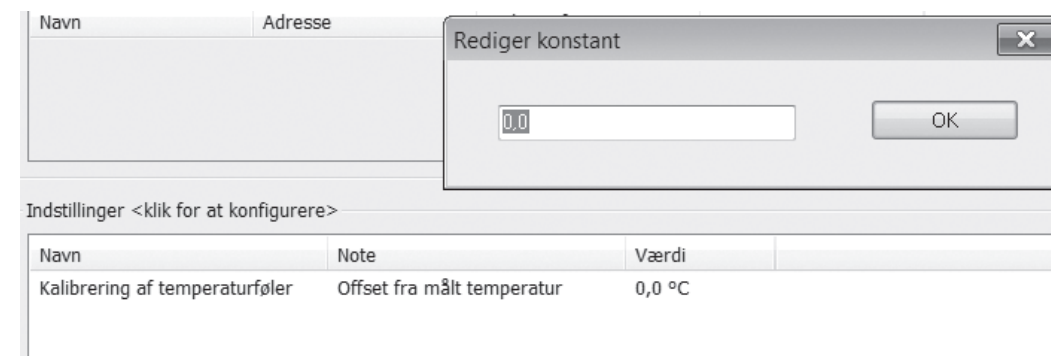 Navn Adresse
Rediger konstant
0,0
OK
Indstillinger <klik for at konfigurere>
Navn Note Værdi
Kalibrering af temperaturføler Offset fra målt temperatur 0,0 °C